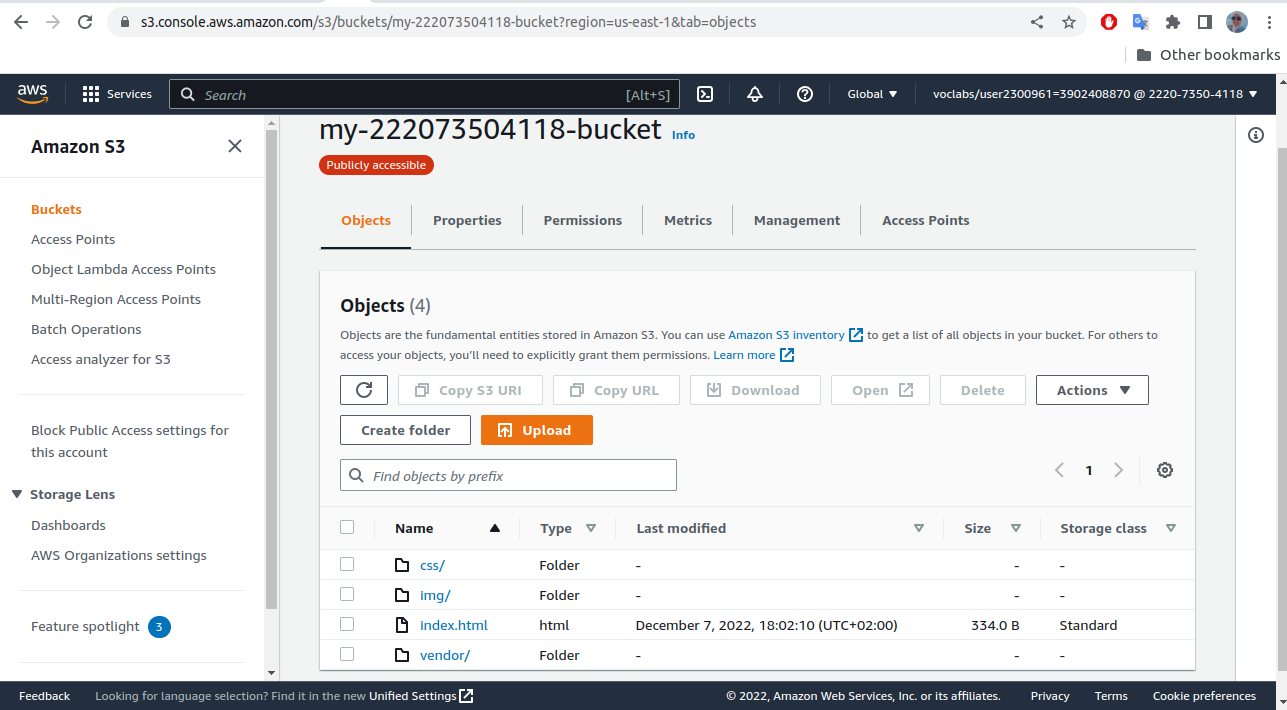 s3.console.aws.amazon.com/s3/buckets/my-222073504118-bucket?region=us-east-1&tab=objects
Other bookmarks
aws
Services
Search
[Alt+S]
Global
voclabs/user2300961=3902408870 @ 2220-7350-4118
Amazon S3
Buckets
Access Points
Object Lambda Access Points
Multi-Region Access Points
Batch Operations
Access analyzer for S3
Block Public Access settings for
this account
Storage Lens
Dashboards
AWS Organizations settings
Feature spotlight 3
my-222073504118-bucket Info
Publicly accessible
Objects Properties Permissions Metrics Management Access Points
Objects (4)
Objects are the fundamental entities stored in Amazon S3. You can use Amazon S3 inventory to get a list of all objects in your bucket. For others to
access your objects, you’ll need to explicitly grant them permissions. Learn more
Copy S3 URI Copy URL Download Open Delete Actions
Create folder Upload
Find objects by prefix
1
Name Type Last modified Size Storage class
css/ Folder - - -
img/ Folder - - -
index.html html December 7, 2022, 18:02:10 (UTC+02:00) 334.0 B Standard
vendor/ Folder - - -
Feedback Looking for language selection? Find it in the new Unified Settings © 2022, Amazon Web Services, Inc. or its affiliates. Privacy Terms Cookie preferences